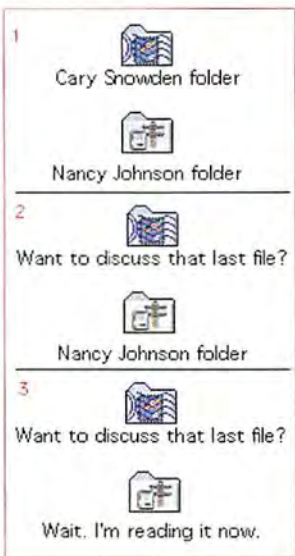 1
Cary Snowden folder
Nancy Johnson folder
2
Want to discuss that last file?
Nancy Johnson folder
3
Want to discuss that last file?
Wait. I'm reading it now.